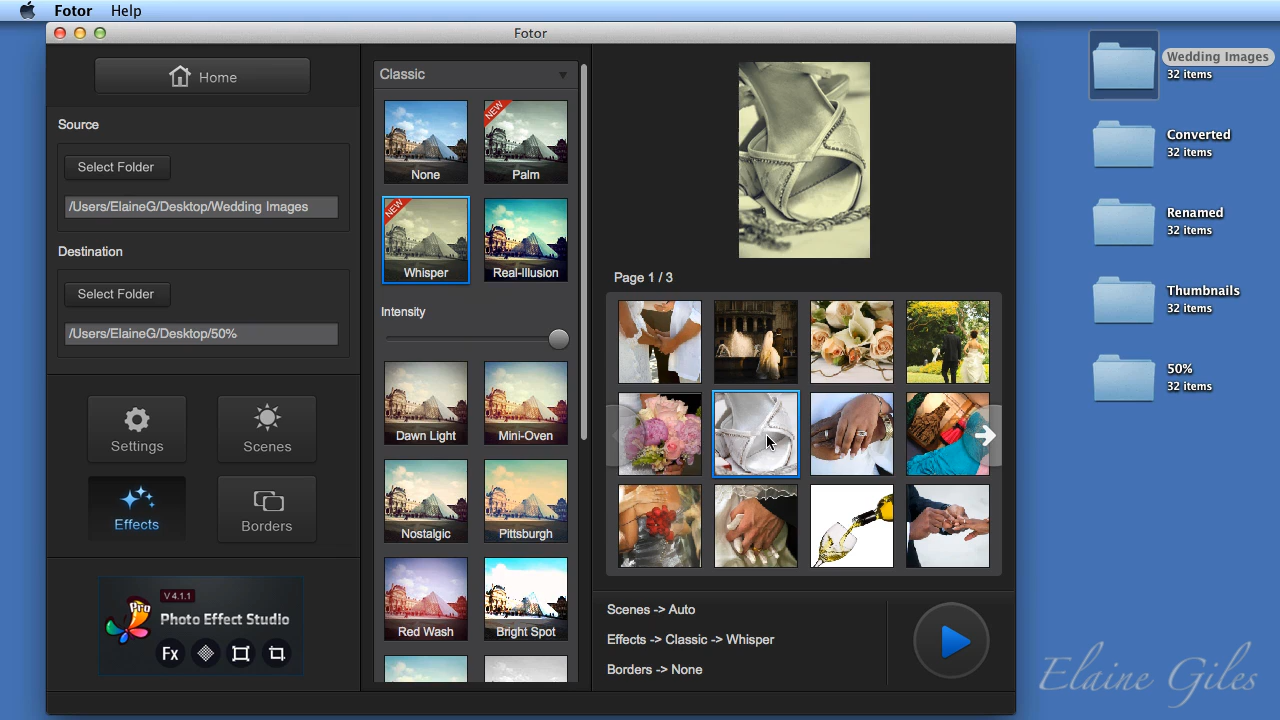 Fotor Help
Fotor
Home
Source
Select Folder
/Users/ElaineG/Desktop/Wedding Images
Destination
Select Folder
/Users/ElaineG/Desktop/50%
Settings
Scenes
Effects
Borders
V 4.1.1
Pro
Photo Effect Studio
Fx
Classic
None
NEW
Palm
NEW
Whisper
Real-Illusion
Intensity
Dawn Light
Mini-Oven
Nostalgic
Pittsburgh
Red Wash
Bright Spot
Page 1 / 3
Scenes -> Auto
Effects -> Classic -> Whisper
Borders -> None
Wedding Images
32 items
Converted
32 items
Renamed
32 items
Thumbnails
32 items
50%
32 items
Elaine Giles